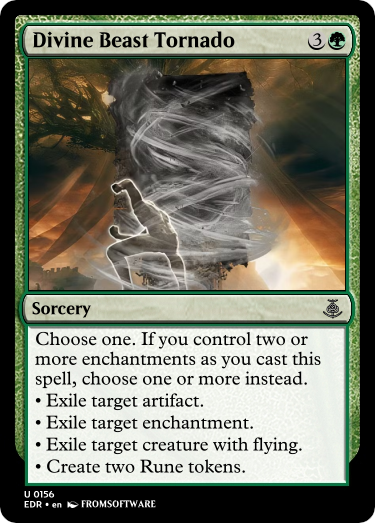 Divine Beast Tornado 3
Sorcery
Choose one. If you control two or
more enchantments as you cast this
spell, choose one or more instead.
• Exile target artifact.
• Exile target enchantment.
• Exile target creature with flying.
• Create two Rune tokens.
U 0156
EDR • en FROMSOFTWARE